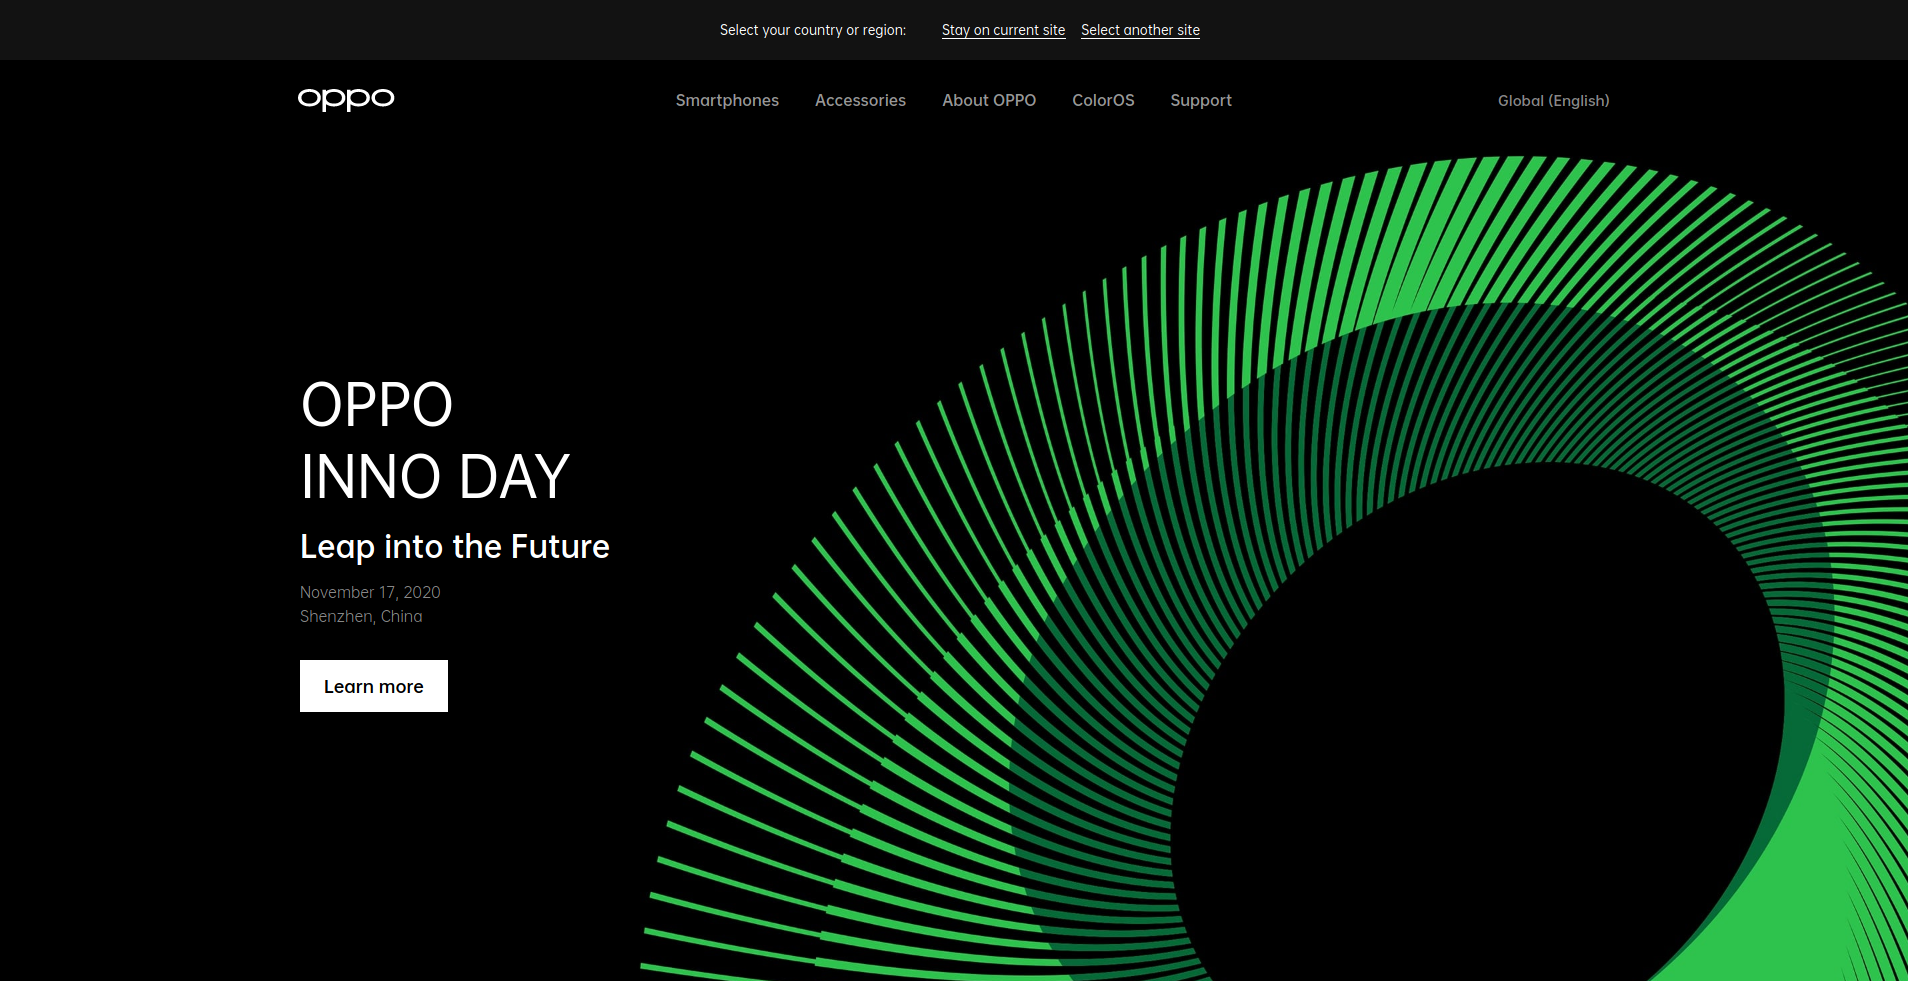 Select your country or region: Stay on current site Select another site
oppo Smartphones Accessories About OPPO ColorOS Support Global (English)
OPPO
INNO DAY
Leap into the Future
November 17, 2020
Shenzhen, China
Learn more